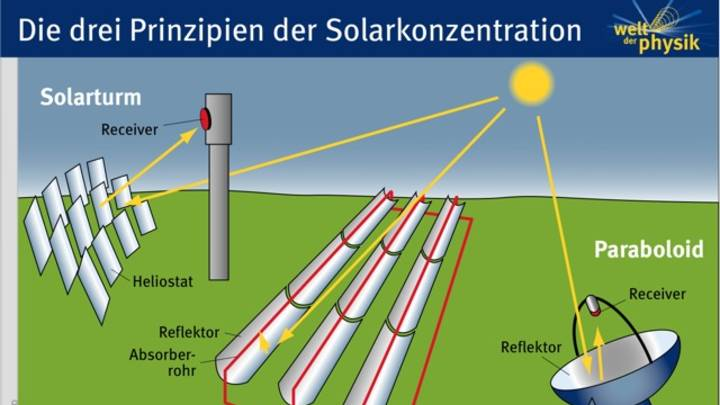 Die drei Prinzipien der Solarkonzentration
welt
der physik
Solarturm
Receiver
Heliostat
Reflektor
Absorber-
rohr
Paraboloid
Receiver
Reflektor